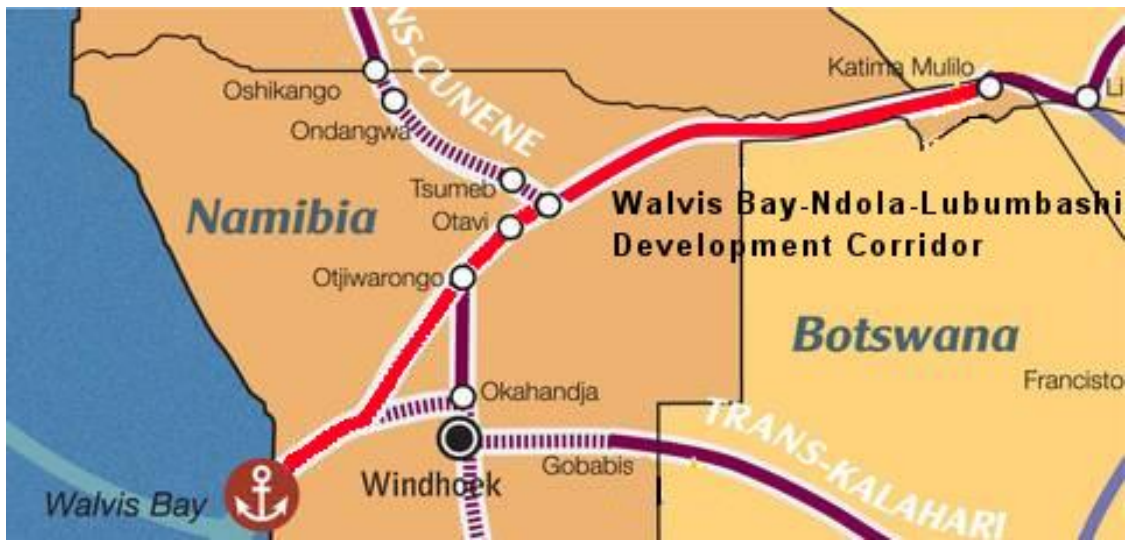 NS-CUNENE
Katima Mulilo
Li
Oshikango
Ondangwa
Tsumeb
Namibia
Otavi
Walvis Bay-Ndola-Lubumbashi
Development Corridor
Otjiwarongo
Botswana
Okahandja
Francisto
TRANS-KALAHARI
Gobabis
Windhoek
Walvis Bay